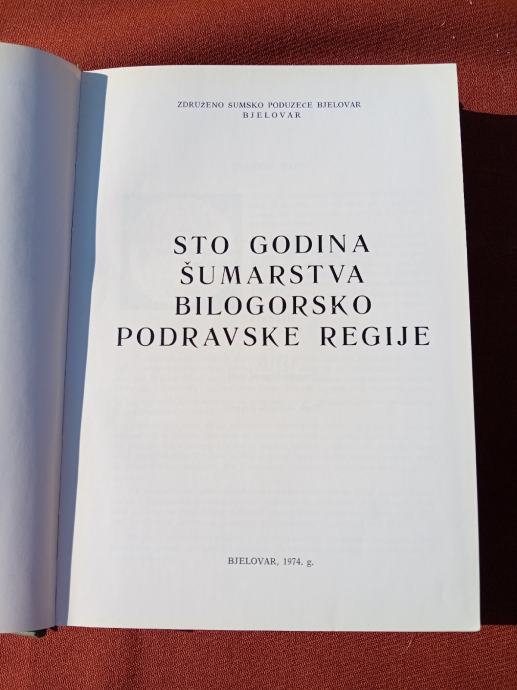 ZDRUŽENO SUMSKO PODUZEĆE BJELOVAR
BJELOVAR
STO GODINA
ŠUMARSTVA
BILOGORSKO
PODRAVSKE REGIJE
BJELOVAR, 1974. g.